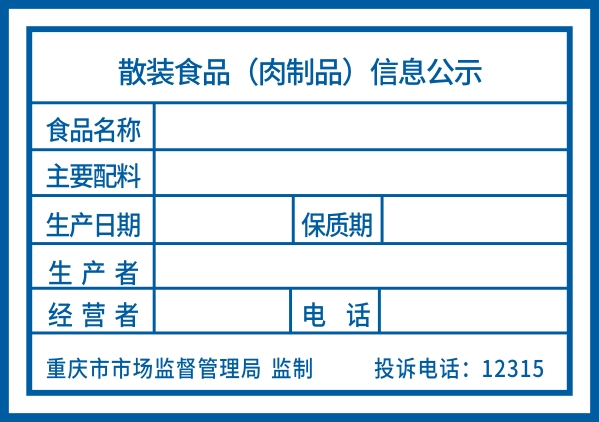 散装食品（肉制品）信息公示
食品名称
主要配料
生产日期 保质期
生 产 者
经 营 者 电 话
重庆市市场监督管理局 监制 投诉电话：12315